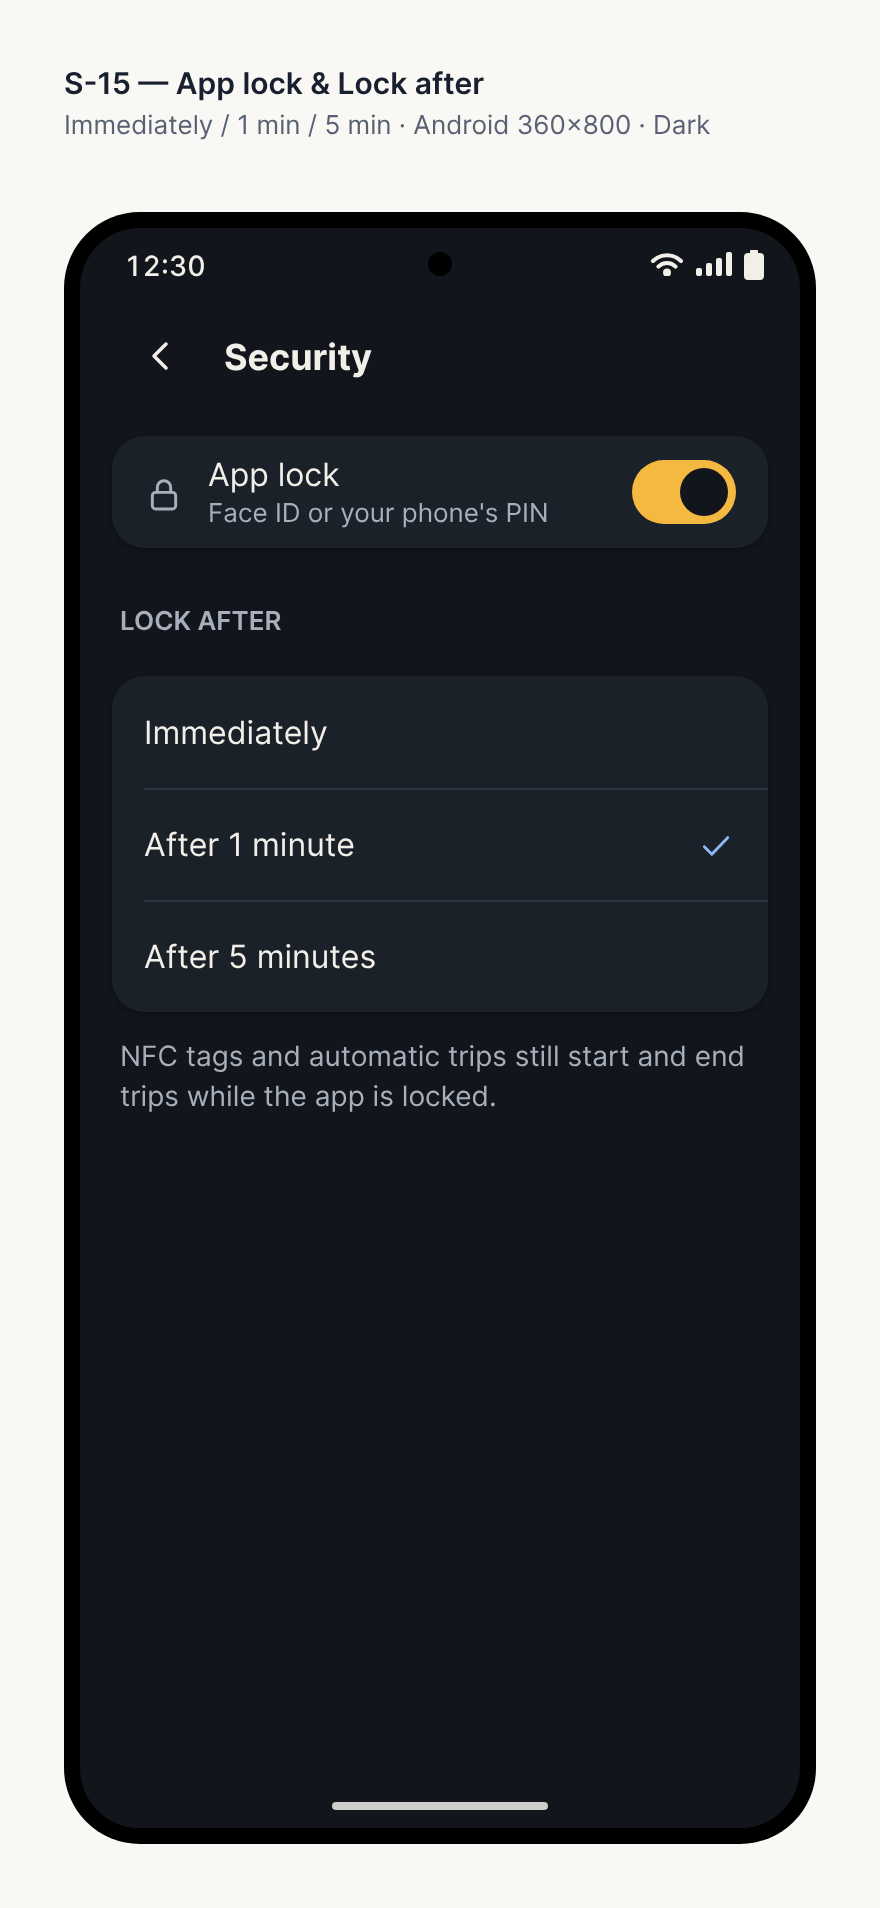 S-15 — App lock & Lock after
Immediately / 1 min / 5 min · Android 360×800 · Dark
12:30
Security
App lock
Face ID or your phone's PIN
LOCK AFTER
Immediately
After 1 minute
After 5 minutes
NFC tags and automatic trips still start and end
trips while the app is locked.